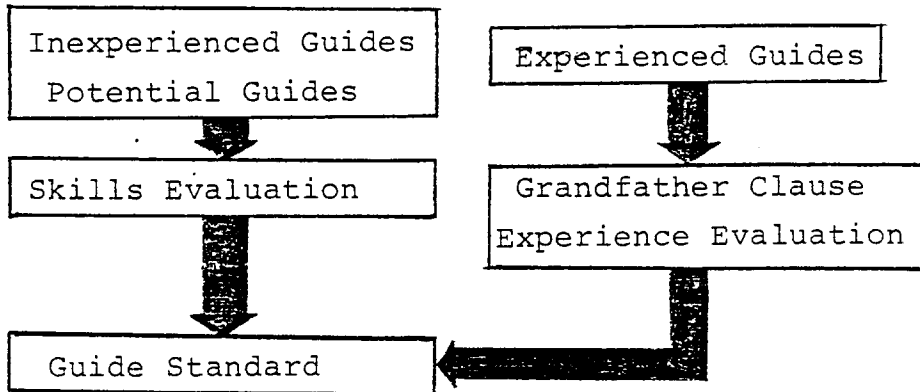 Inexperienced Guides
Potential Guides
Experienced Guides
Skills Evaluation
Grandfather Clause
Experience Evaluation
Guide Standard